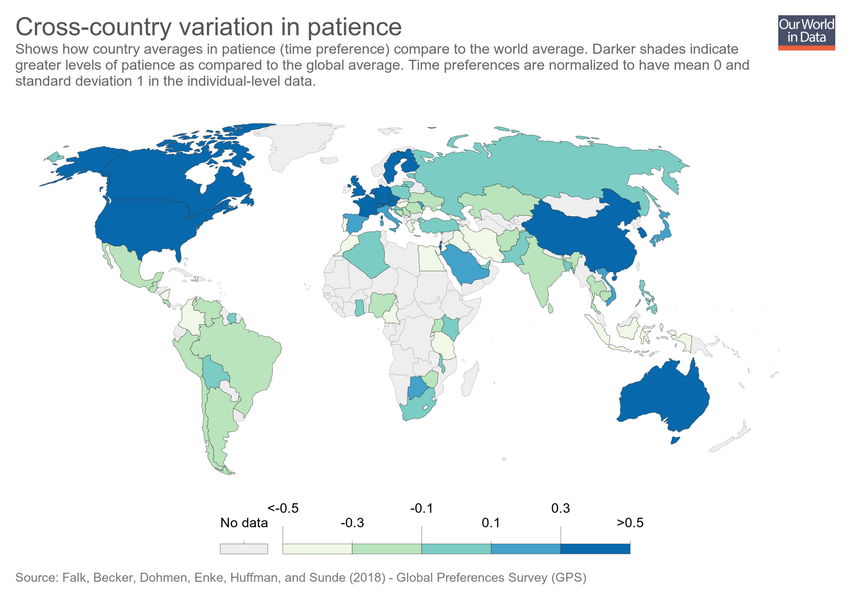 Cross-country variation in patience
Our World
in Data
Shows how country averages in patience (time preference) compare to the world average. Darker shades indicate
greater levels of patience as compared to the global average. Time preferences are normalized to have mean 0 and
standard deviation 1 in the individual-level data.
<-0.5 -0.1 0.3
No data -0.3 0.1 >0.5
Source: Falk, Becker, Dohmen, Enke, Huffman, and Sunde (2018) - Global Preferences Survey (GPS)